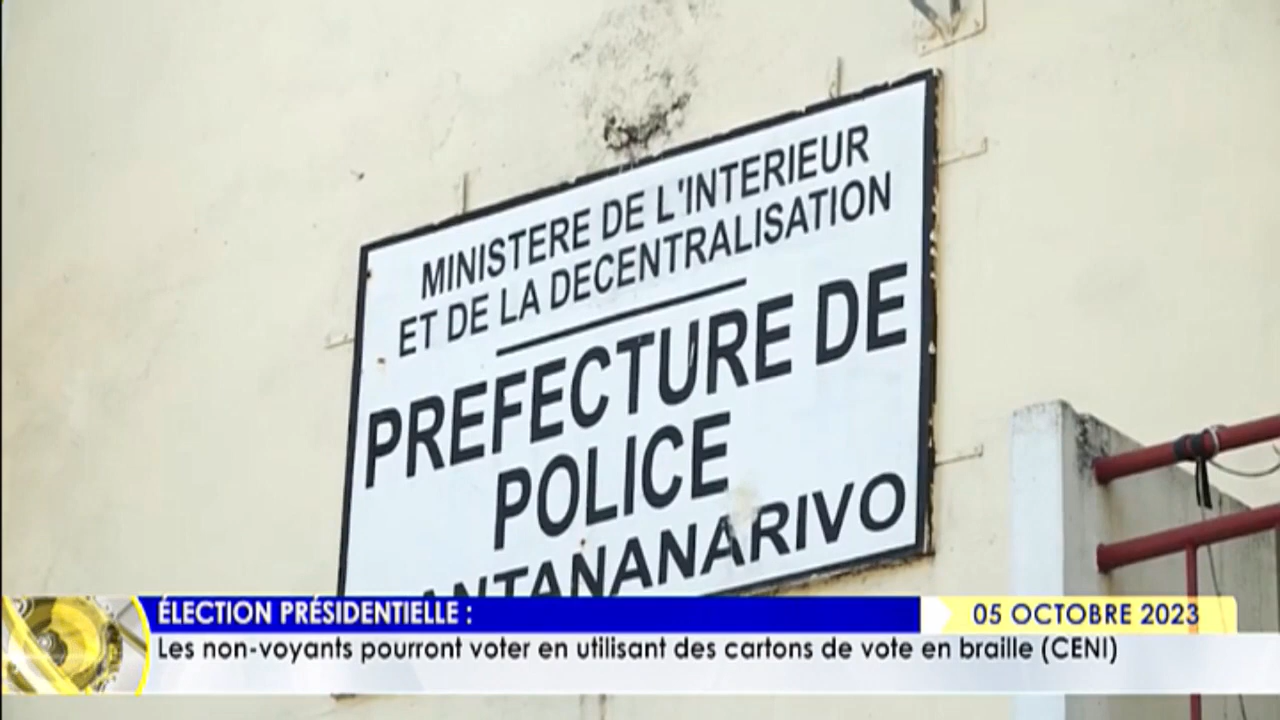 MINISTERE DE L'INTERIEUR
ET DE LA DECENTRALISATION
PREFECTURE DE
POLICE
ANTANANARIVO
ÉLECTION PRÉSIDENTIELLE :
05 OCTOBRE 2023
Les non-voyants pourront voter en utilisant des cartons de vote en braille (CENI)